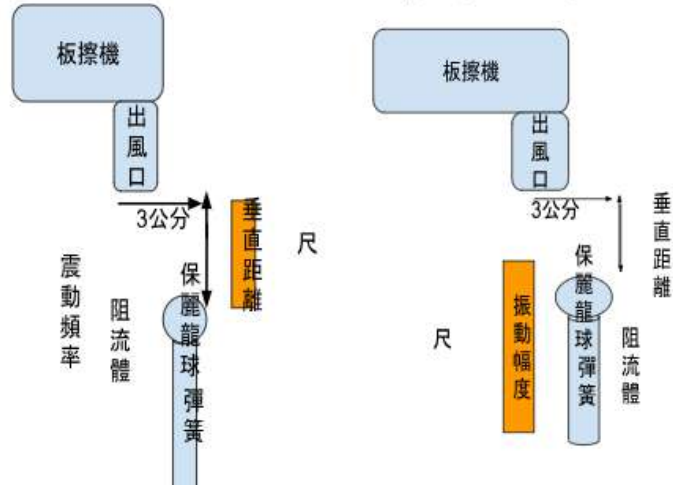 板擦機
出風口
3公分
垂直距離
尺
震動頻率
阻流體
保麗龍球 彈簧
板擦機
出風口
3公分
垂直距離
尺
振動幅度
保麗龍球彈簧
阻流體